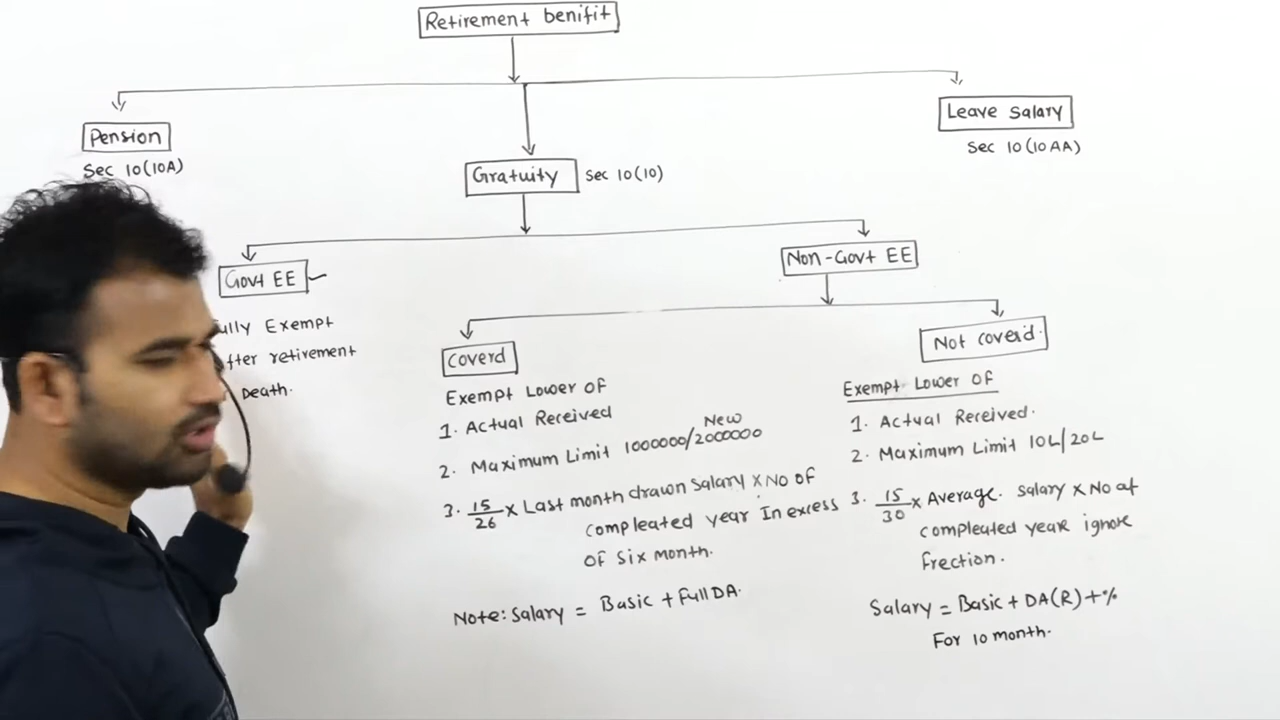 Retirement benifit
Pension
Sec 10(10A)
Gratuity
Sec 10(10)
Leave Salary
Sec 10(10AA)
Govt EE
Exempt
retirement
Death.
Non-Govt EE
Coverd
Exempt Lower of
1. Actual Received
New
2. Maximum Limit 1000000/2000000
3. 15/26 x Last month drawn salary x No of
compleated year In excess
of six month.
Note: Salary = Basic + Full DA.
Not coverd.
Exempt Lower of
1. Actual Received.
2. Maximum Limit 10L/20L
3. 15/30 x Average. salary x No of
compleated year ignore
frection.
Salary = Basic + DA(R) + %
For 10 month.